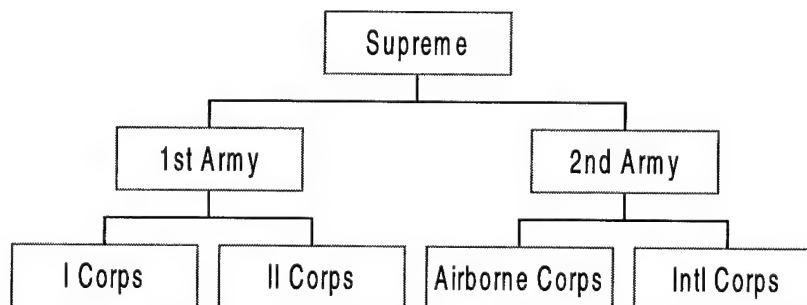 Supreme
1st Army
2nd Army
I Corps
II Corps
Airborne Corps
Intl Corps